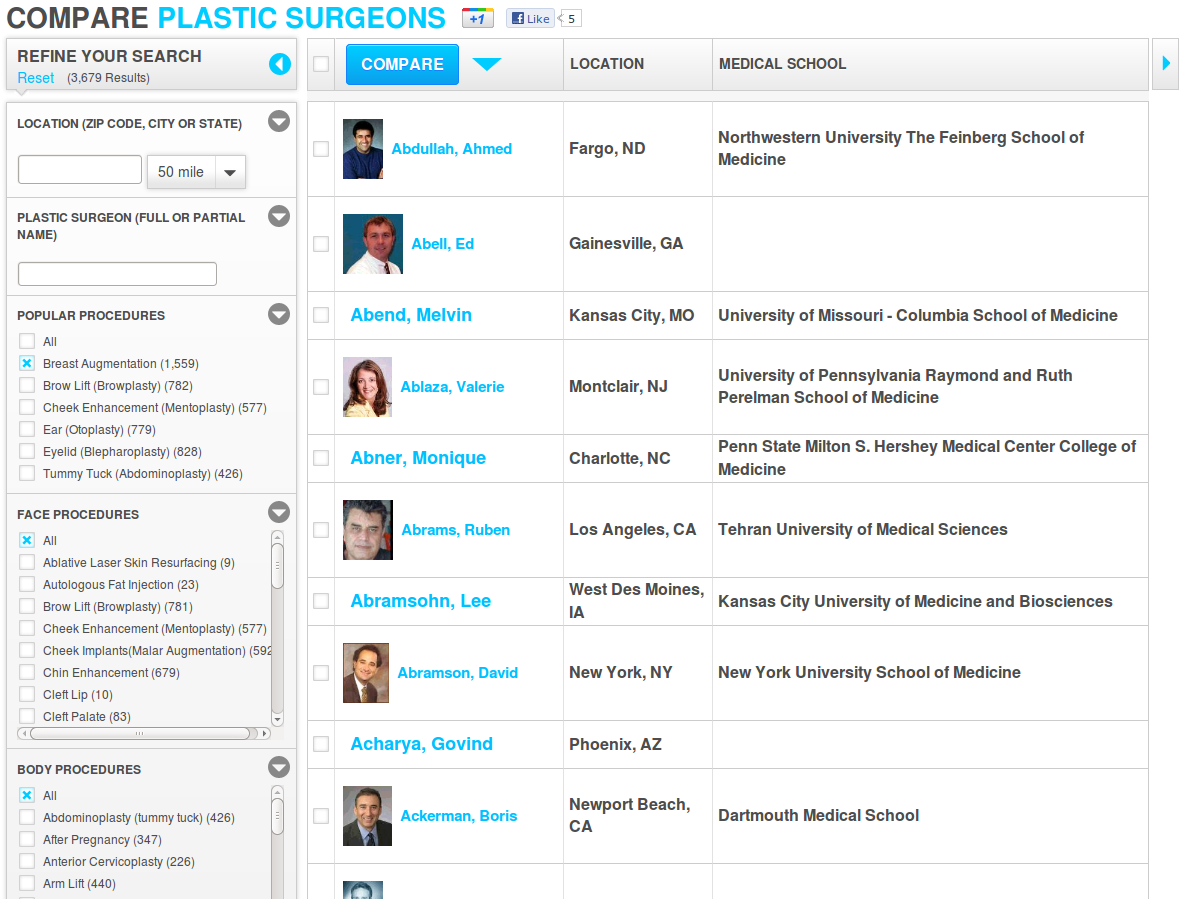 COMPARE PLASTIC SURGEONS
+1
Like
5
REFINE YOUR SEARCH
Reset (3,679 Results)
LOCATION (ZIP CODE, CITY OR STATE)
50 mile
PLASTIC SURGEON (FULL OR PARTIAL
NAME)
POPULAR PROCEDURES
All
Breast Augmentation (1,559)
Brow Lift (Browplasty) (782)
Cheek Enhancement (Mentoplasty) (577)
Ear (Otoplasty) (779)
Eyelid (Blepharoplasty) (828)
Tummy Tuck (Abdominoplasty) (426)
FACE PROCEDURES
All
Ablative Laser Skin Resurfacing (9)
Autologous Fat Injection (23)
Brow Lift (Browplasty) (781)
Cheek Enhancement (Mentoplasty) (577)
Cheek Implants(Malar Augmentation) (592
Chin Enhancement (679)
Cleft Lip (10)
Cleft Palate (83)
BODY PROCEDURES
All
Abdominoplasty (tummy tuck) (426)
After Pregnancy (347)
Anterior Cervicoplasty (226)
Arm Lift (440)
COMPARE
LOCATION
MEDICAL SCHOOL
Abdullah, Ahmed
Fargo, ND
Northwestern University The Feinberg School of
Medicine
Abell, Ed
Gainesville, GA
Abend, Melvin
Kansas City, MO
University of Missouri - Columbia School of Medicine
Ablaza, Valerie
Montclair, NJ
University of Pennsylvania Raymond and Ruth
Perelman School of Medicine
Abner, Monique
Charlotte, NC
Penn State Milton S. Hershey Medical Center College of
Medicine
Abrams, Ruben
Los Angeles, CA
Tehran University of Medical Sciences
Abramsohn, Lee
West Des Moines,
IA
Kansas City University of Medicine and Biosciences
Abramson, David
New York, NY
New York University School of Medicine
Acharya, Govind
Phoenix, AZ
Ackerman, Boris
Newport Beach,
CA
Dartmouth Medical School